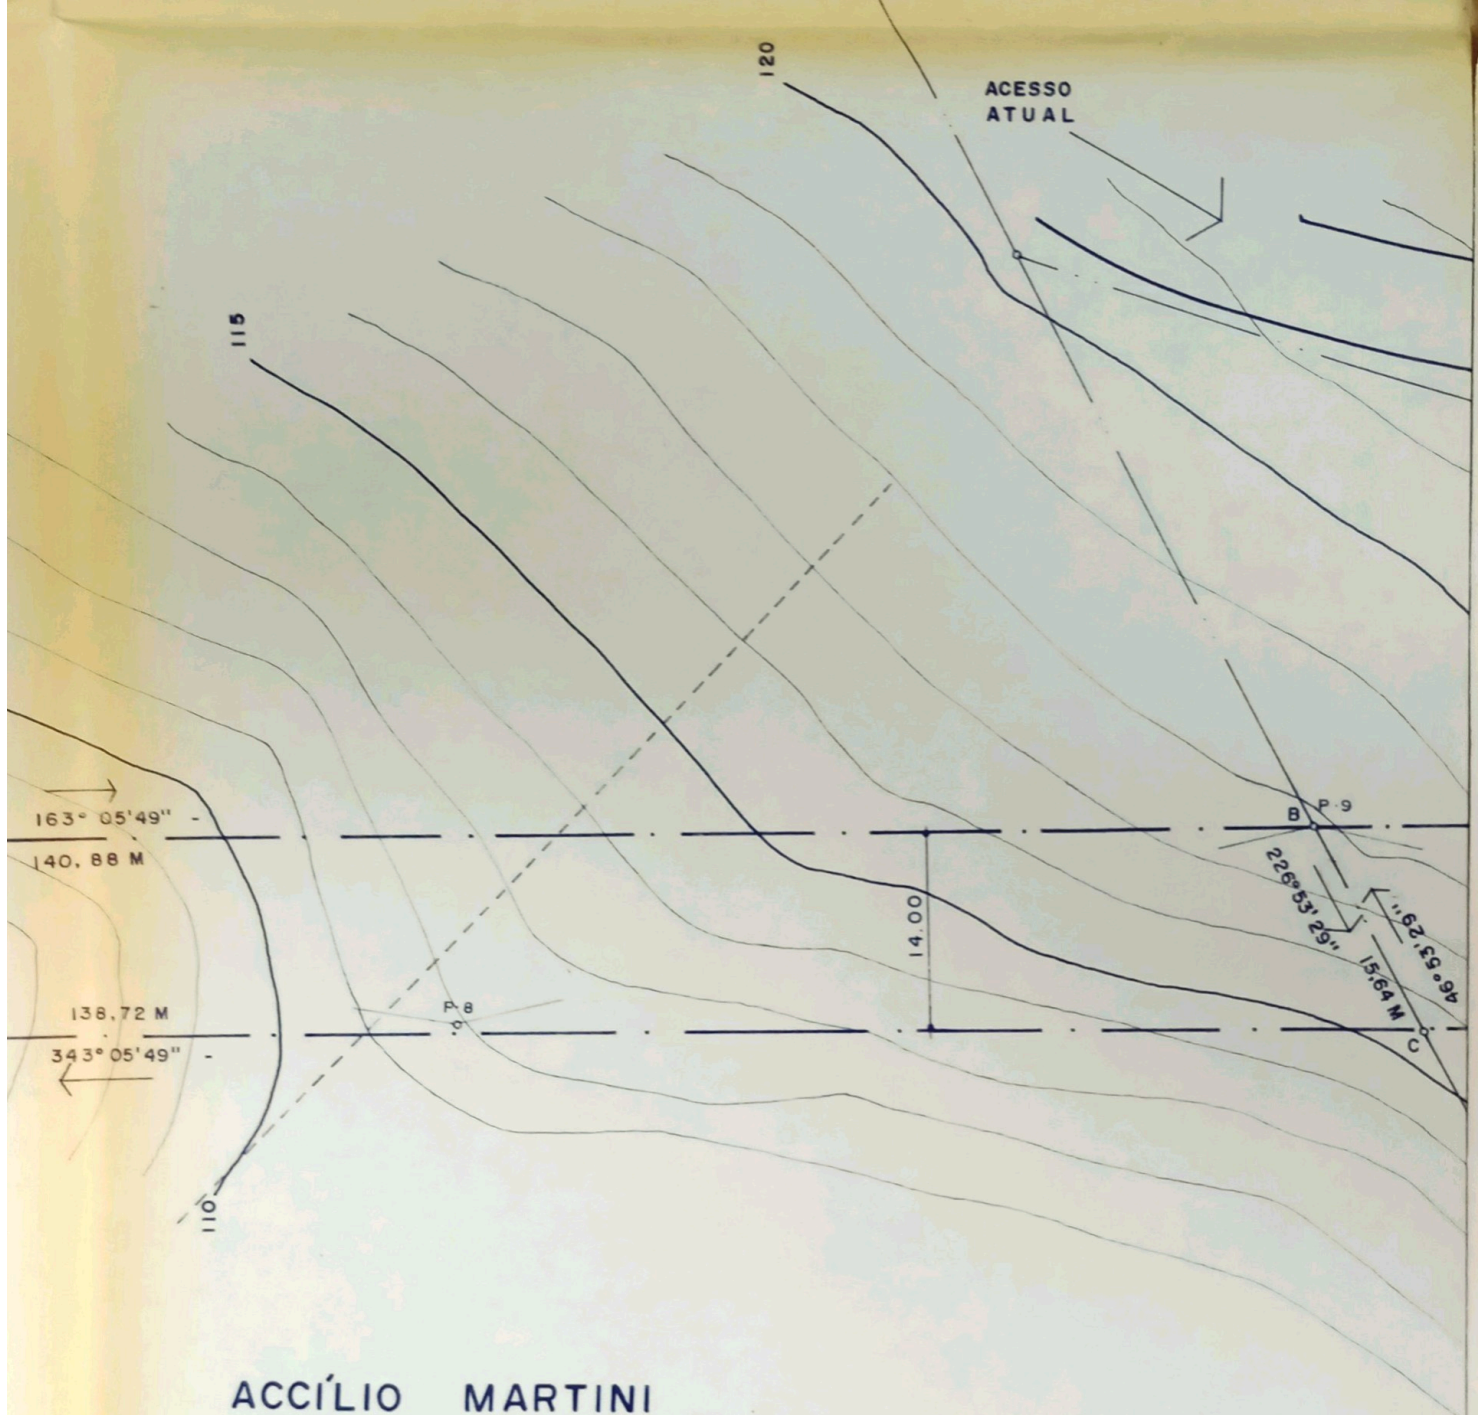 120
ACESSO
ATUAL
115
163° 05'49"
140,88 M
B P.9
226°53'29"
46°53'29"
15,64 M
14.00
P.8
138,72 M
343°05'49"
C
110
ACCÍLIO MARTINI